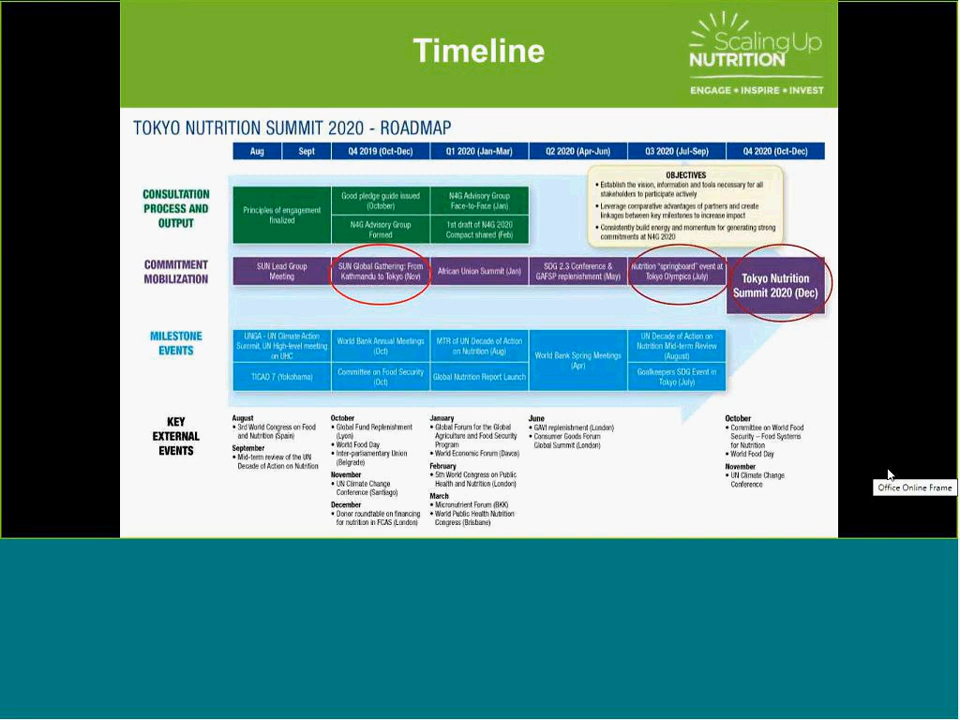 Timeline
ScalingUp
NUTRITION
ENGAGE • INSPIRE • INVEST
TOKYO NUTRITION SUMMIT 2020 - ROADMAP
Aug
Sept
Q4 2019 (Oct-Dec)
Q1 2020 (Jan-Mar)
Q2 2020 (Apr-Jun)
Q3 2020 (Jul-Sep)
Q4 2020 (Oct-Dec)
CONSULTATION
PROCESS AND
OUTPUT
Principles of engagement
finalized
Good pledge guide issued
(October)
N4G Advisory Group
Formed
N4G Advisory Group
Face-to-Face (Jan)
1st draft of N4G 2020
Compact shared (Feb)
OBJECTIVES
• Establish the vision, information and tools necessary for all
stakeholders to participate actively
• Leverage comparative advantages of partners and create
linkages between key milestones to increase impact
• Consistently build energy and momentum for generating strong
commitments at N4G 2020
COMMITMENT
MOBILIZATION
SUN Lead Group
Meeting
SUN Global Gathering: From
Kathmandu to Tokyo (Nov)
African Union Summit (Jan)
SDG 2.3 Conference &
GAFSP replenishment (May)
Nutrition "springboard" event at
Tokyo Olympics (July)
Tokyo Nutrition
Summit 2020 (Dec)
MILESTONE
EVENTS
UNGA - UN Climate Action
Summit, UN High-level meeting
on UHC
TICAD 7 (Yokohama)
World Bank Annual Meetings
(Oct)
Committee on Food Security
(Oct)
MTR of UN Decade of Action
on Nutrition (Aug)
Global Nutrition Report Launch
World Bank Spring Meetings
(Apr)
UN Decade of Action on
Nutrition Mid-term Review
(August)
Goalkeepers SDG Event in
Tokyo (July)
KEY
EXTERNAL
EVENTS
August
• 3rd World Congress on Food
and Nutrition (Spain)
September
• Mid-term review of the UN
Decade of Action on Nutrition
October
• Global Fund Replenishment
(Lyon)
• World Food Day
• Inter-parliamentary Union
(Belgrade)
November
• UN Climate Change
Conference (Santiago)
December
• Donor roundtable on financing
for nutrition in FCAS (London)
January
• Global Forum for the Global
Agriculture and Food Security
Program
• World Economic Forum (Davos)
February
• 5th World Congress on Public
Health and Nutrition (London)
March
• Micronutrient Forum (BKK)
• World Public Health Nutrition
Congress (Brisbane)
June
• GAVI replenishment (London)
• Consumer Goods Forum
Global Summit (London)
October
• Committee on World Food
Security – Food Systems
for Nutrition
• World Food Day
November
• UN Climate Change
Conference
Office Online Frame